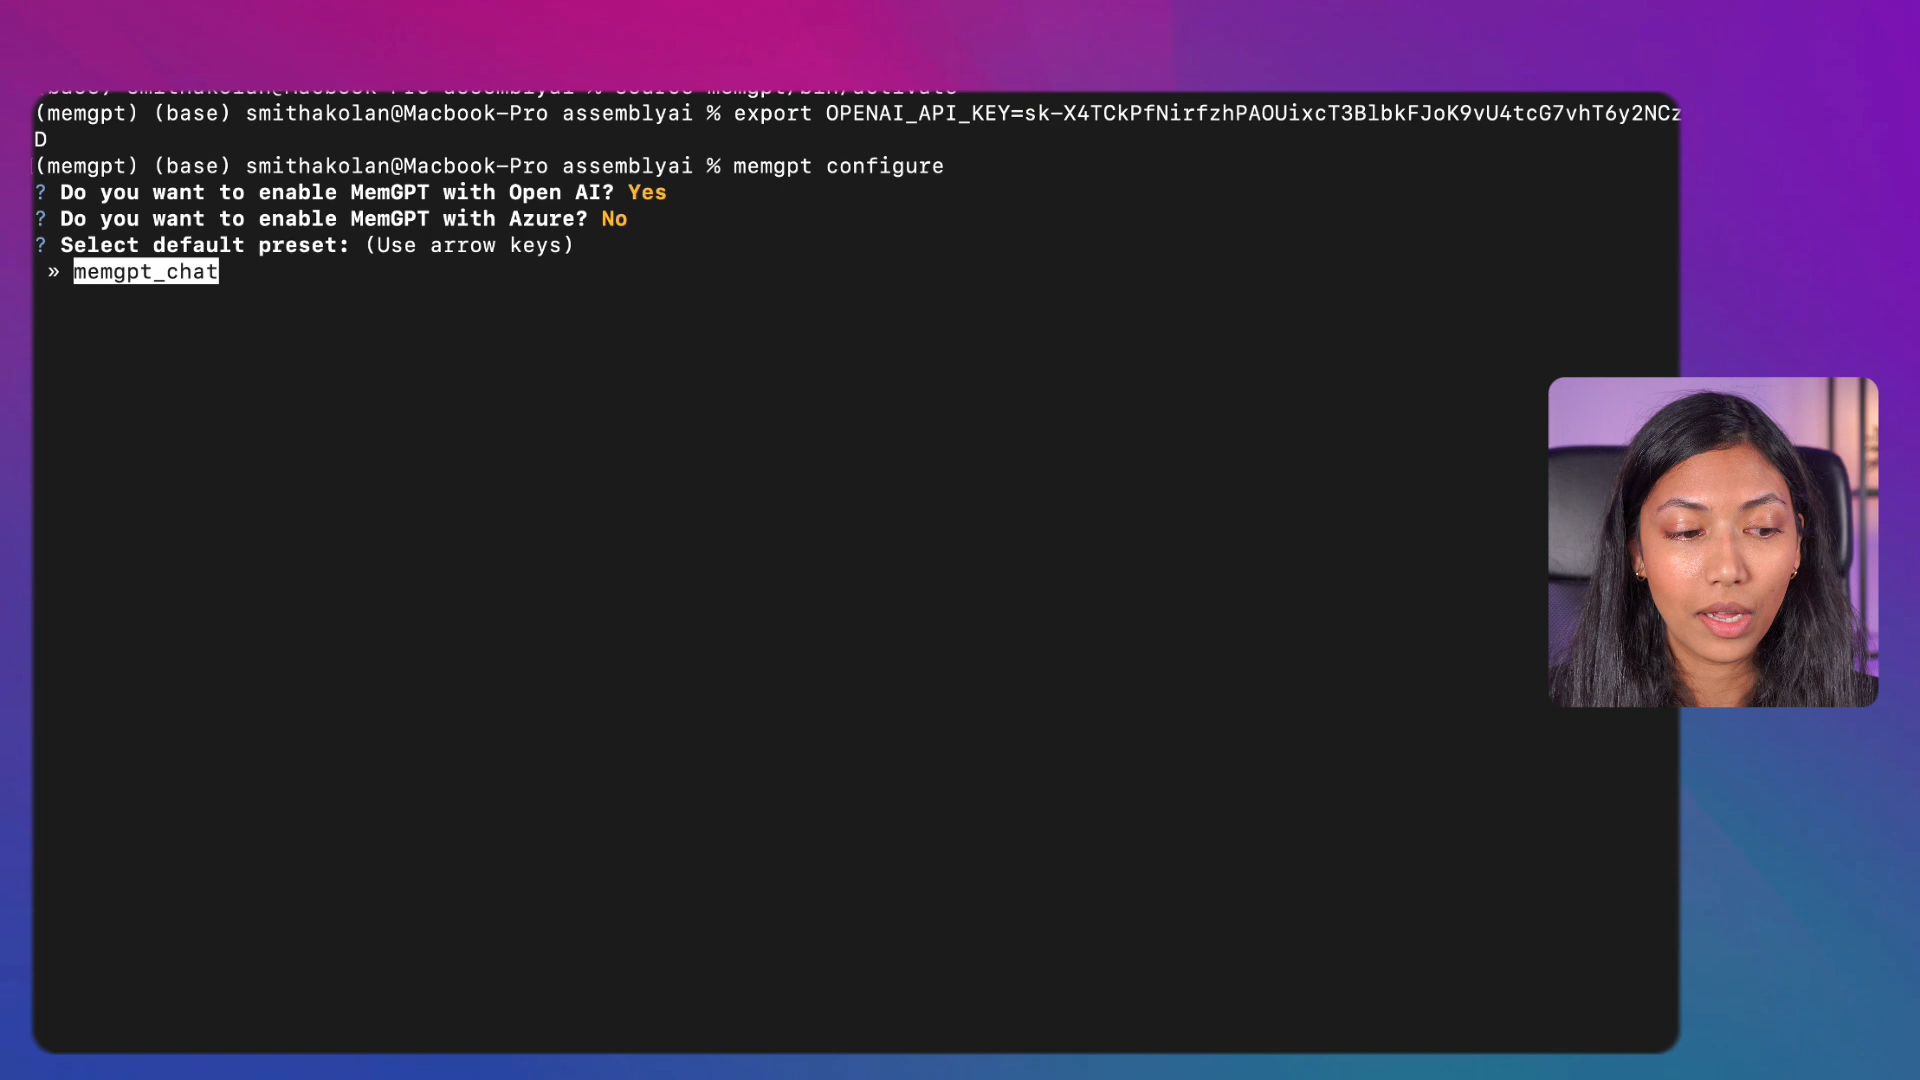 (memgpt) (base) smithakolan@Macbook-Pro assemblyai % export OPENAI_API_KEY=sk-X4TCkPfNirfzhPAOUixcT3BlbkFJoK9vU4tcG7vhT6y2NCz
D
(memgpt) (base) smithakolan@Macbook-Pro assemblyai % memgpt configure
? Do you want to enable MemGPT with Open AI? Yes
? Do you want to enable MemGPT with Azure? No
? Select default preset: (Use arrow keys)
» memgpt_chat